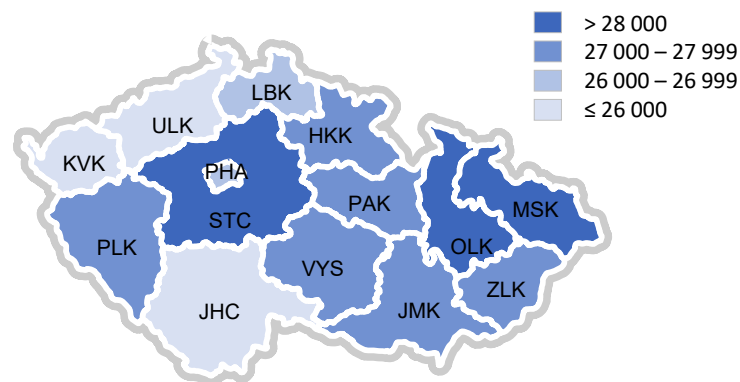 > 28 000
27 000 – 27 999
26 000 – 26 999
≤ 26 000
LBK
ULK
HKK
KVK
PHA
PAK
MSK
STC
PLK
OLK
VYS
ZLK
JHC
JMK